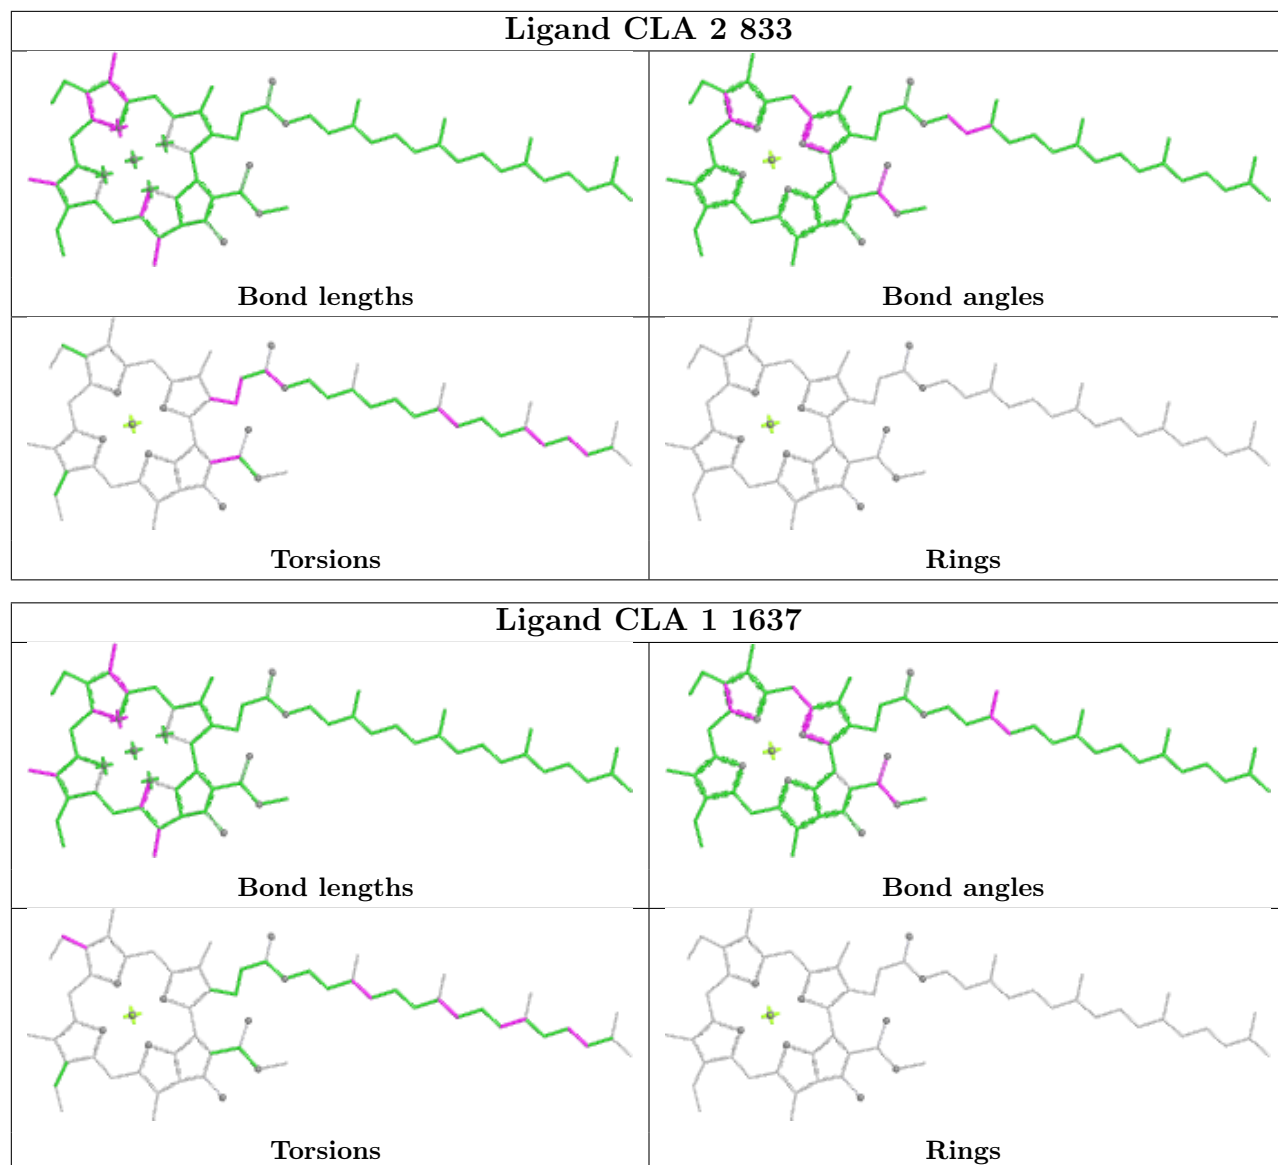 Ligand CLA 2 833
Bond lengths
Bond angles
Torsions
Rings
Ligand CLA 1 1637
Bond lengths
Bond angles
Torsions
Rings